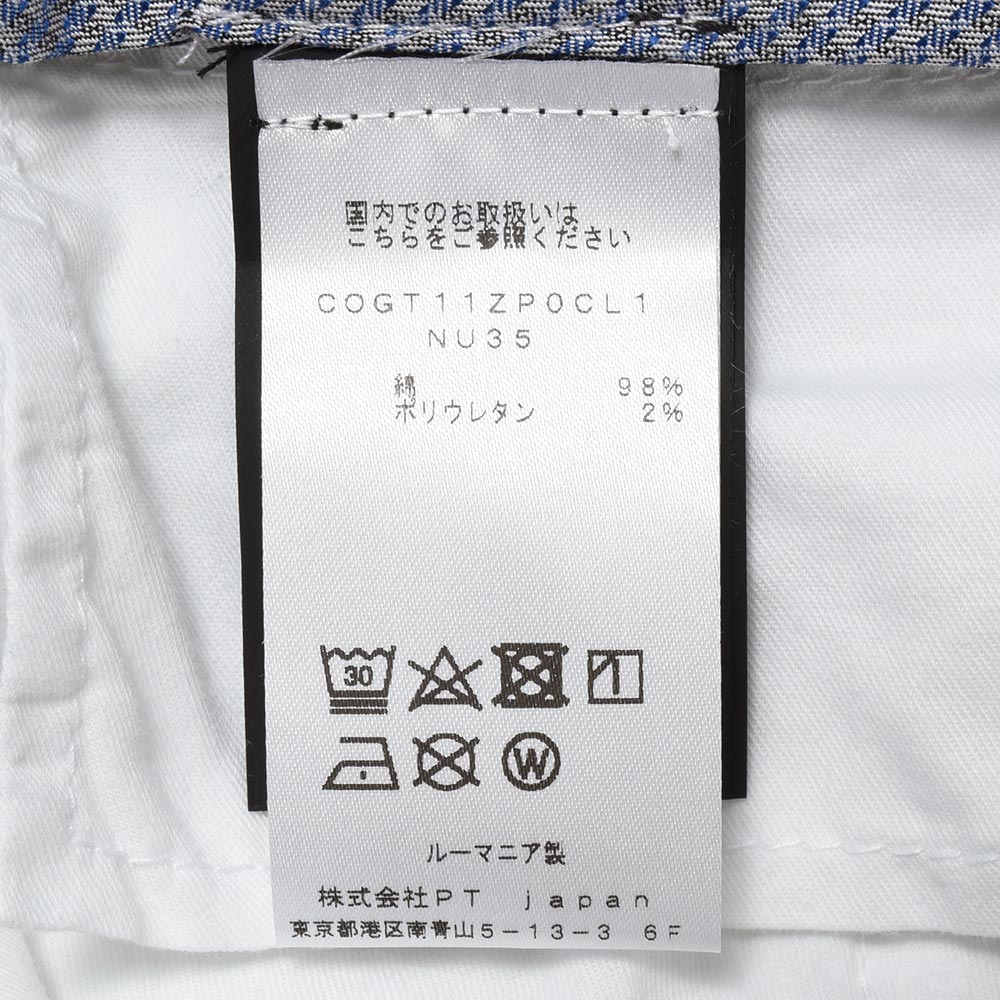 国内でのお取扱いは
こちらをご参照ください
COGT11ZP0CL1
NU35
綿 98%
ポリウレタン 2%
30
W
ルーマニア製
株式会社PT japan
東京都港区南青山5-13-3 6F